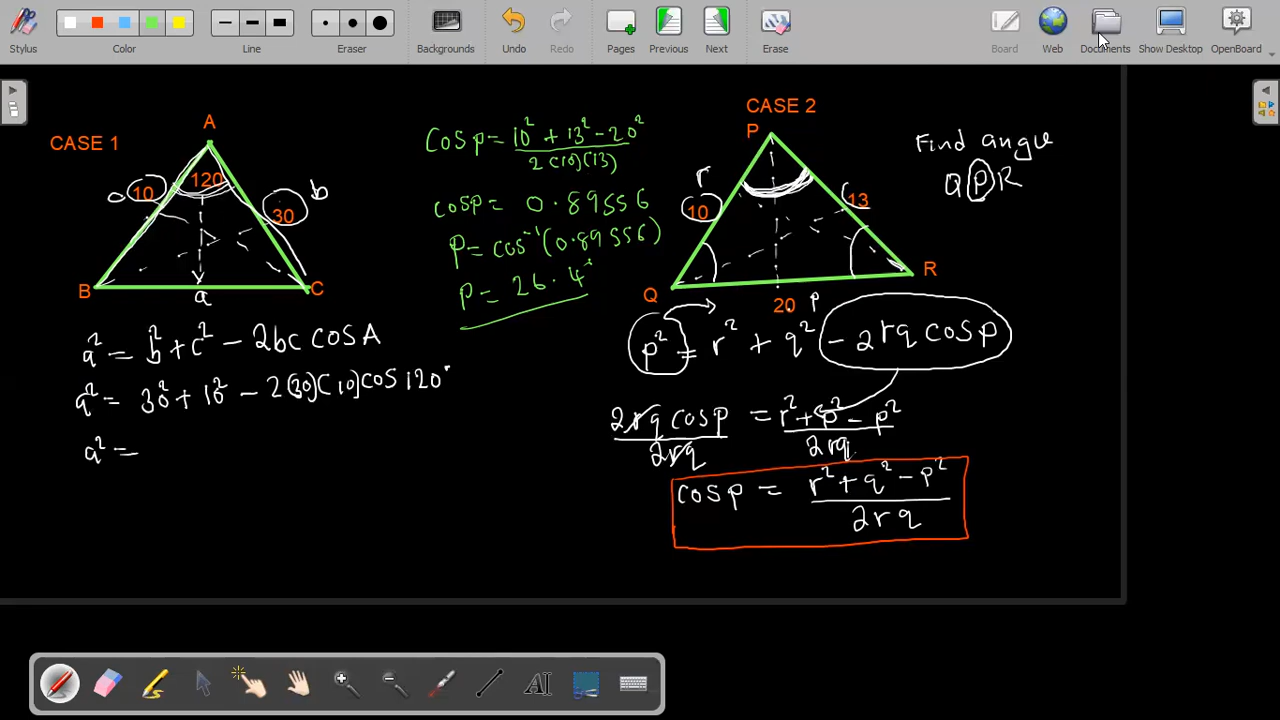 Stylus Color Line Eraser Backgrounds Undo Redo Pages Previous Next Erase Board Web Documents Show Desktop OpenBoard
CASE 1
A
120
10
30
b
B
C
a
a² = b² + c² - 2bc cos A
a² = 30² + 10² - 2(30)(10) cos 120°
a² =
Cos p = 10² + 13² - 20² / 2(10)(13)
cos p = 0.89556
P = cos⁻¹(0.89556)
P = 26.4°
CASE 2
P
r
10
13
Q
R
20
p
Find angle
QPR
p² = r² + q² - 2rq cos p
2rq cos p / 2rq = r² + p² - p² / 2rq
cos p = r² + q² - p² / 2rq